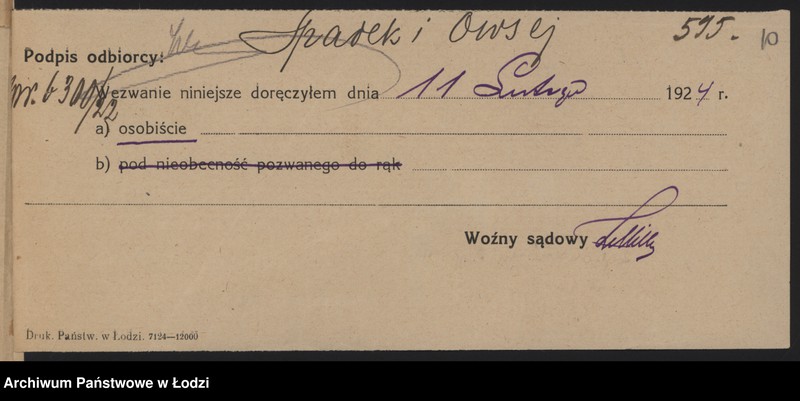 Spadek i Owsej 595. 10
Podpis odbiorcy:
nr. 6300/22 Wezwanie niniejsze doręczyłem dnia 11 Lutego 1924 r.
a) osobiście
b) pod nieobecność pozwanego do rąk
Woźny sądowy
Druk. Państw. w Łodzi. 7124—12000
Archiwum Państwowe w Łodzi